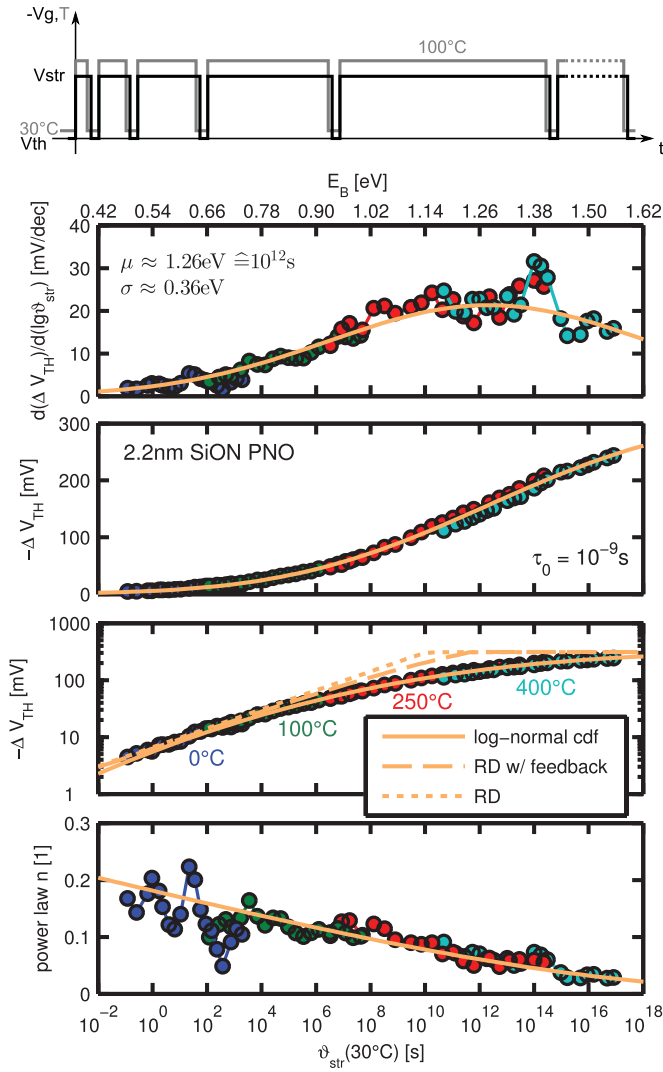 -Vg,T
100°C
Vstr
30°C
Vth
t
E_B [eV]
0.42 0.54 0.66 0.78 0.90 1.02 1.14 1.26 1.38 1.50 1.62
d(Δ V_TH)/d(lgϑ_str) [mV/dec]
40
30
20
10
0
μ ≈ 1.26eV ≙10^12s
σ ≈ 0.36eV
−Δ V_TH [mV]
300
200
100
0
2.2nm SiON PNO
τ_0 = 10^−9s
−Δ V_TH [mV]
1000
100
10
1
0°C
100°C
250°C
400°C
log−normal cdf
RD w/ feedback
RD
power law n [1]
0.3
0.2
0.1
0
10^−2 10^0 10^2 10^4 10^6 10^8 10^10 10^12 10^14 10^16 10^18
ϑ_str(30°C) [s]